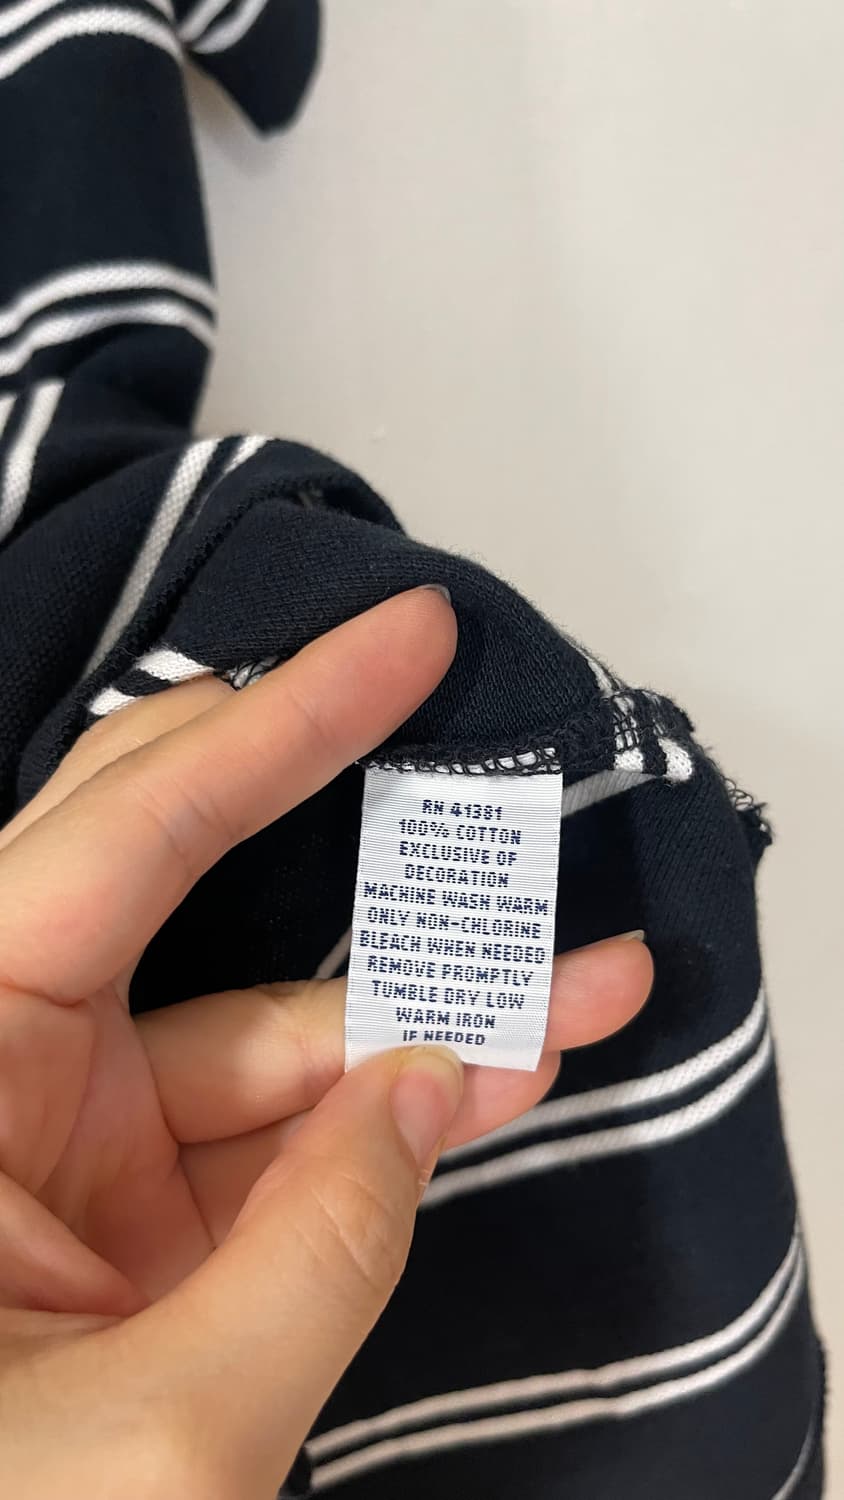 RN 41381
100% COTTON
EXCLUSIVE OF
DECORATION
MACHINE WASH WARM
ONLY NON-CHLORINE
BLEACH WHEN NEEDED
REMOVE PROMPTLY
TUMBLE DRY LOW
WARM IRON
IF NEEDED